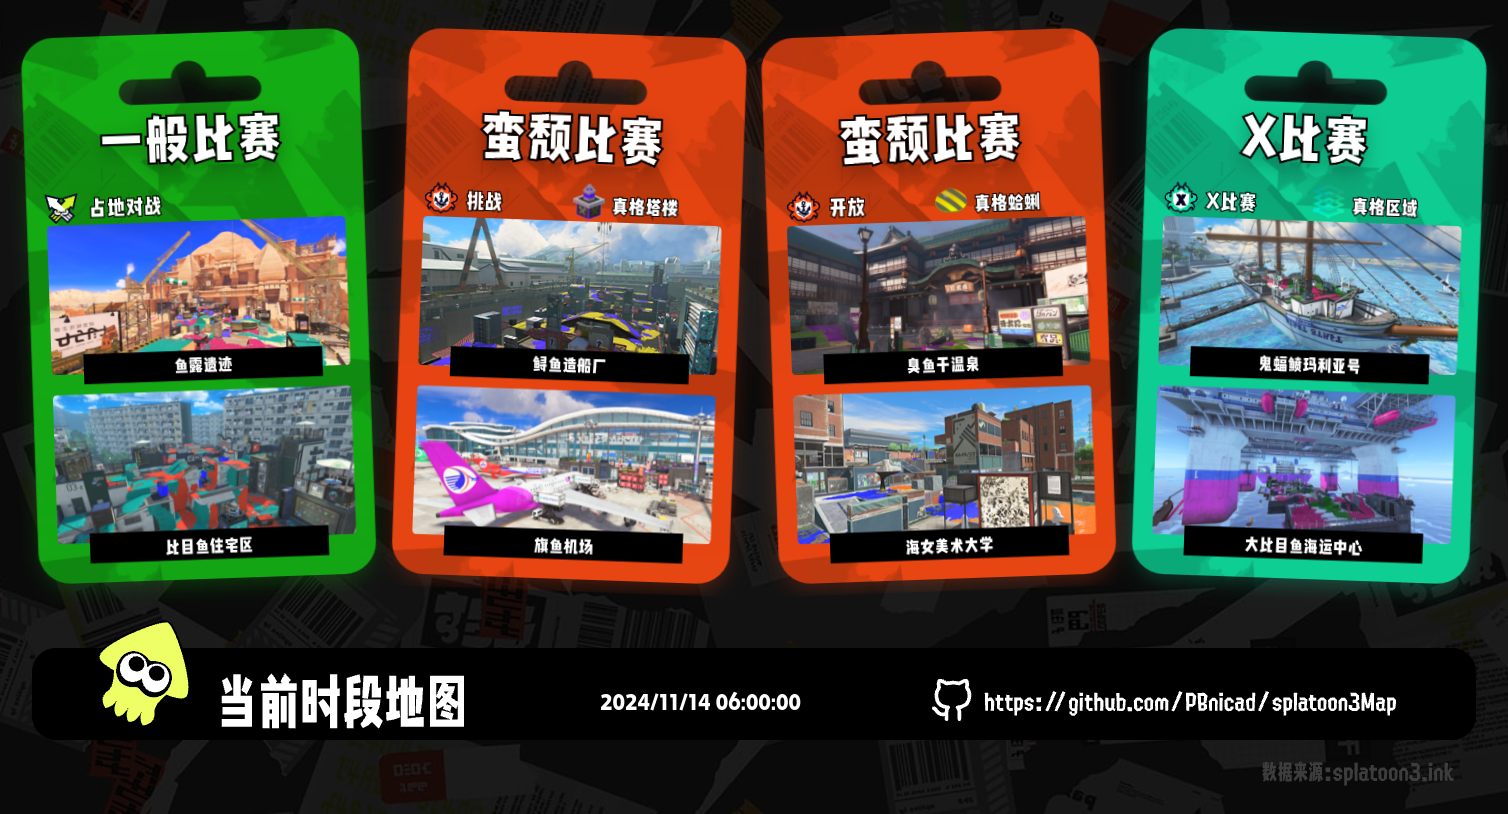 一般比赛
占地对战
鱼露遗迹
比目鱼住宅区
蛮颓比赛
挑战
真格塔楼
鲟鱼造船厂
旗鱼机场
蛮颓比赛
开放
真格蛤蜊
臭鱼干温泉
海女美术大学
X比赛
X比赛
真格区域
鬼蝠鲼玛利亚号
大比目鱼海运中心
当前时段地图
2024/11/14 06:00:00
https://github.com/PBnicad/splatoon3Map
数据来源:splatoon3.ink